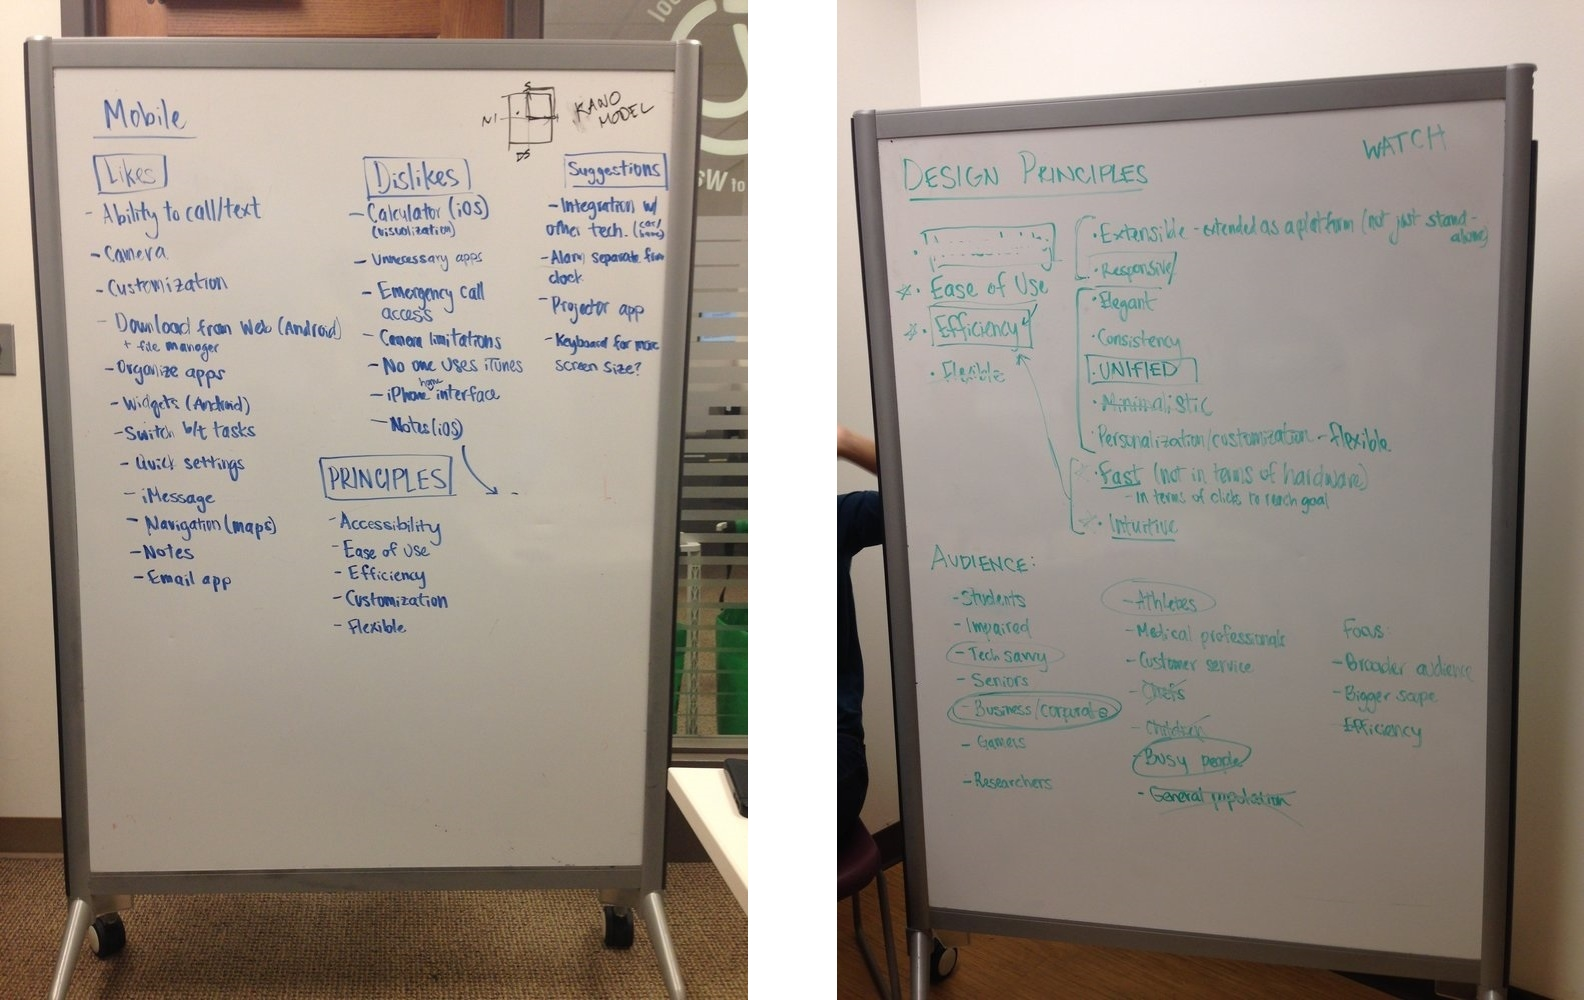 Mobile
S
NI
DS
KANO
MODEL
Likes
- Ability to call/text
- Camera
- Customization
- Download from Web (Android)
+ file manager
- Organize apps
- Widgets (Android)
- Switch b/t tasks
- Quick settings
- iMessage
- Navigation (maps)
- Notes
- Email app
Dislikes
- Calculator (iOS)
(visualization)
- Unnecessary apps
- Emergency call
access
- Camera limitations
- No one uses iTunes
- iPhone home interface
- Notes (iOS)
PRINCIPLES
- Accessibility
- Ease of Use
- Efficiency
- Customization
- Flexible
Suggestions
- Integration w/
other tech. (car/
home)
- Alarm separate from
clock
- Projector app
- Keyboard for more
screen size?
of Wa
WATCH
DESIGN PRINCIPLES
· Ease of Use
· Efficiency
· Flexible
· Extensible - extended as a platform (not just stand-
alone)
· Responsive
· Elegant
· Consistency
· UNIFIED
· Minimalistic
· Personalization/customization - flexible
· Fast (not in terms of hardware)
- in terms of clicks to reach goal
· Intuitive
AUDIENCE:
- Students
- Impaired
- Tech savvy
- Seniors
- Business/corporate
- Gamers
- Researchers
- Athletes
- Medical professionals
- Customer service
- Chefs
- Children
- Busy people
- General population
Focus:
- Broader audience
- Bigger scope
- Efficiency